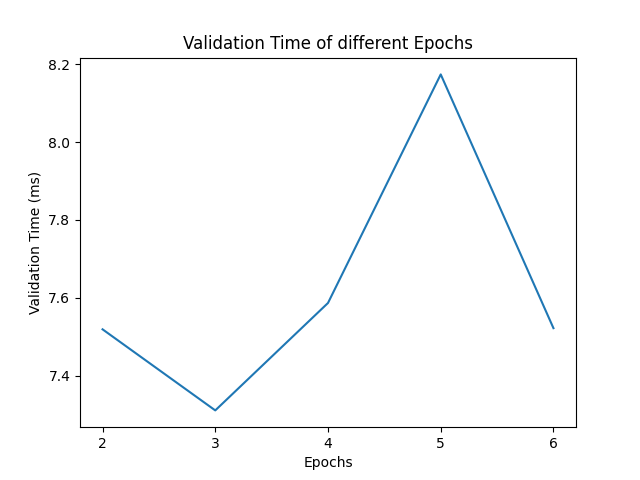 Validation Time of different Epochs
8.2
8.0
7.8
7.6
7.4
Validation Time (ms)
2 3 4 5 6
Epochs